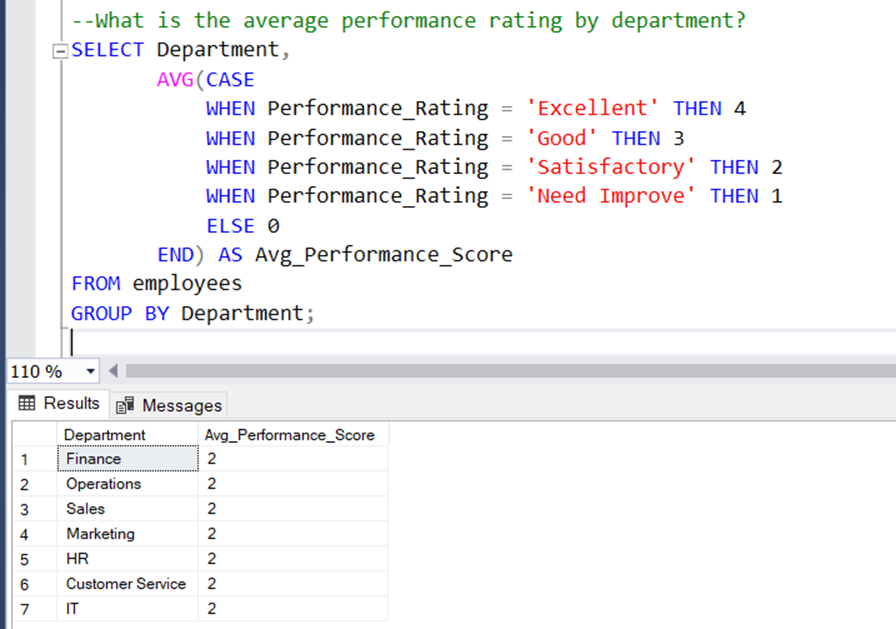 --What is the average performance rating by department?
SELECT Department,
AVG(CASE
WHEN Performance_Rating = 'Excellent' THEN 4
WHEN Performance_Rating = 'Good' THEN 3
WHEN Performance_Rating = 'Satisfactory' THEN 2
WHEN Performance_Rating = 'Need Improve' THEN 1
ELSE 0
END) AS Avg_Performance_Score
FROM employees
GROUP BY Department;
110 %
Results Messages
Department Avg_Performance_Score
1 Finance 2
2 Operations 2
3 Sales 2
4 Marketing 2
5 HR 2
6 Customer Service 2
7 IT 2